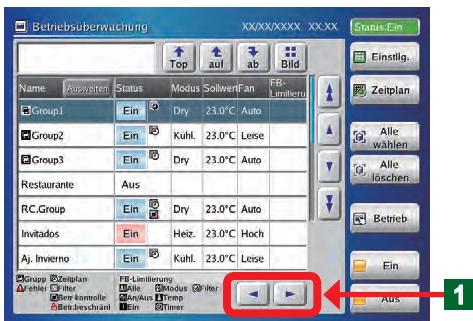 Betriebsüberwachung XX/XX/XXXX XX:XX Status:Ein
Top auf ab Bild Einstllg.
Name Ausweiten Status Modus Sollwert Fan FB-Limitieru Zeitplan
Group1 Ein Dry 23.0°C Auto
Group2 Ein Kühl. 23.0°C Leise Alle wählen
Group3 Ein Dry 23.0°C Auto Alle löschen
Restaurante Aus
RC.Group Ein Dry 23.0°C Auto Betrieb
Invitados Ein Heiz. 23.0°C Hoch
Aj. Invierno Ein Kühl. 23.0°C Leise Ein
Grupp Zeitplan FB-Limitierung
Fehler Filter Alle Modus Filter
Betr-kontrolle An/Aus Temp Aus
Betr.beschränl Ein Timer
1